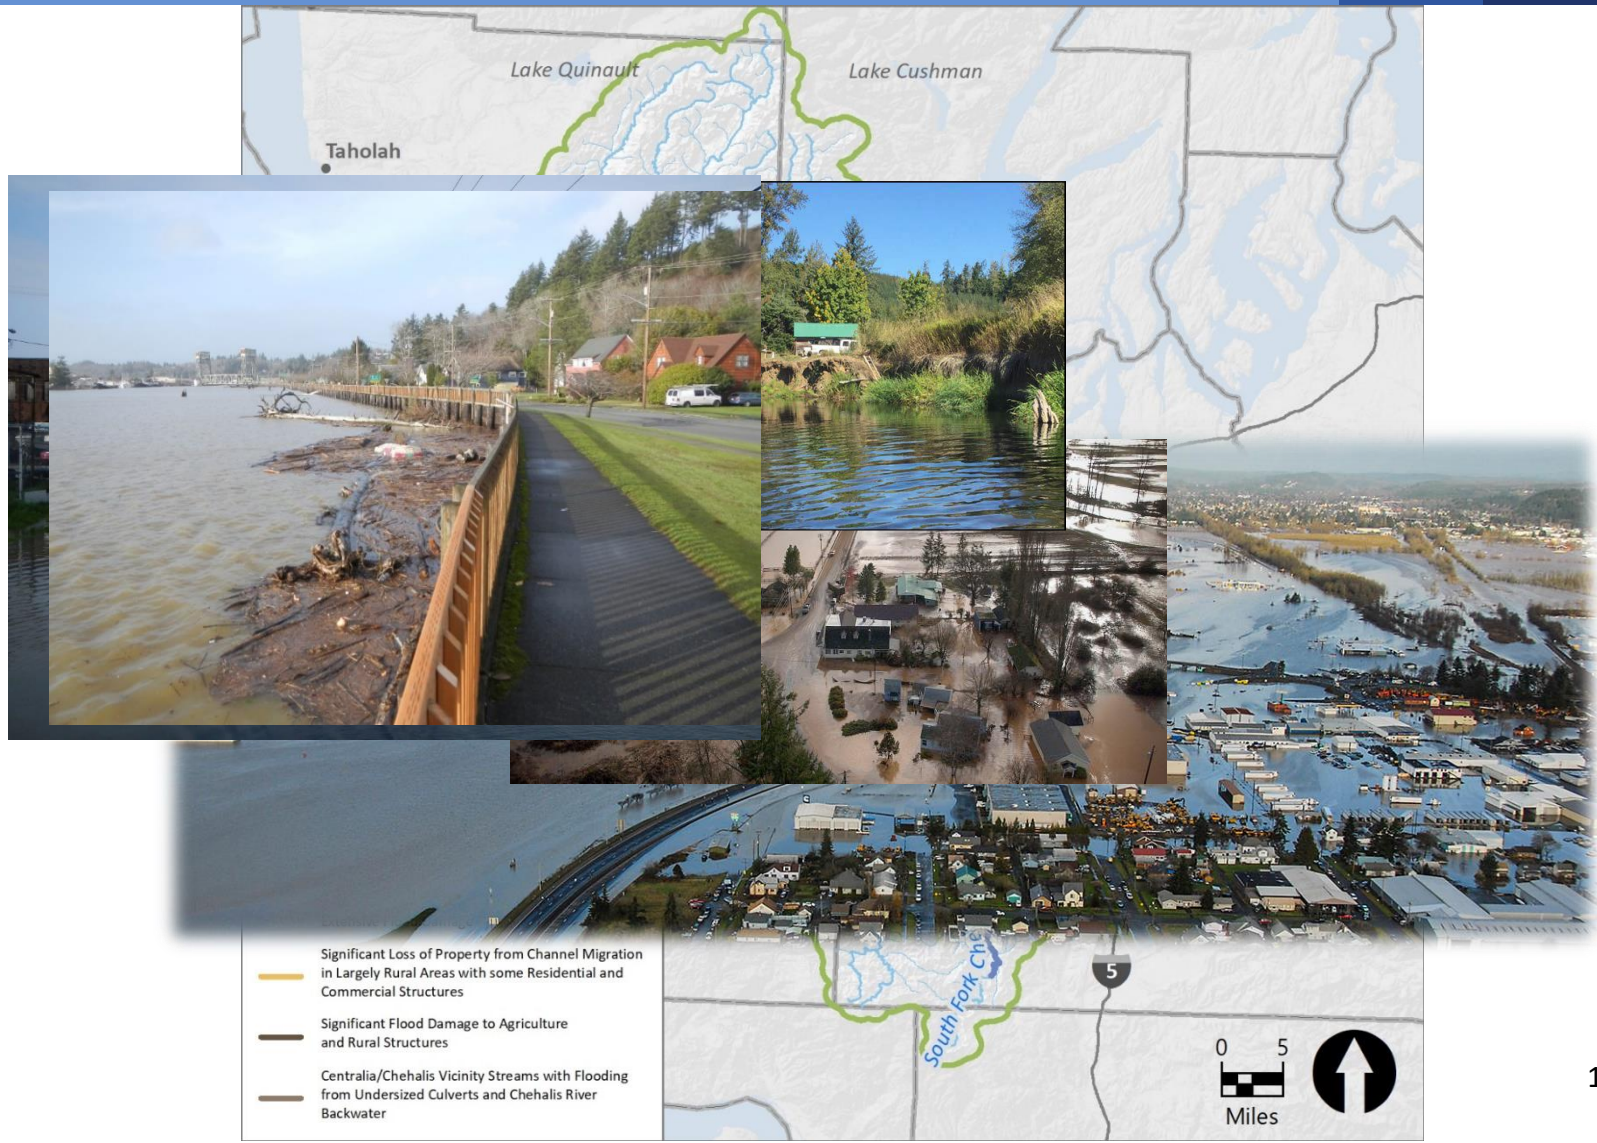 Lake Quinault
Lake Cushman
Taholah
Significant Loss of Property from Channel Migration
in Largely Rural Areas with some Residential and
Commercial Structures
Significant Flood Damage to Agriculture
and Rural Structures
Centralia/Chehalis Vicinity Streams with Flooding
from Undersized Culverts and Chehalis River
Backwater
South Fork Che
5
0 5
Miles
1